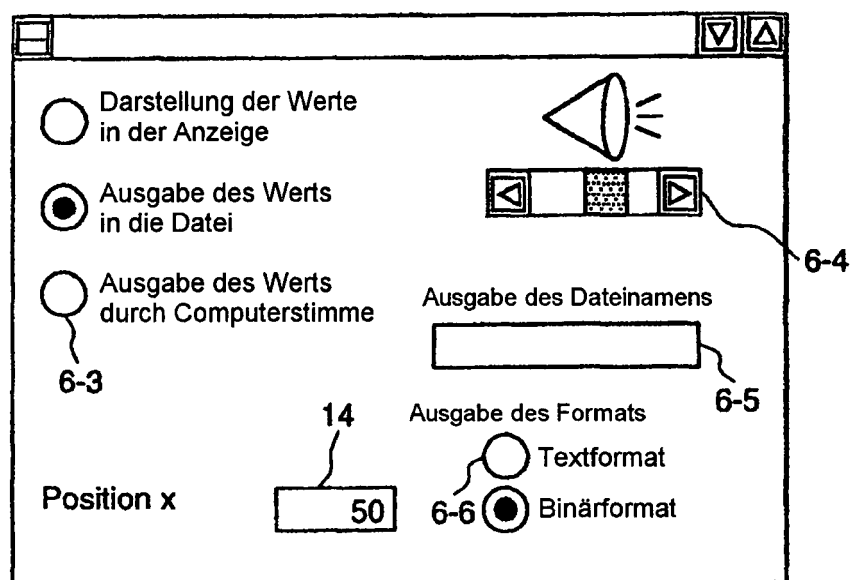 Darstellung der Werte
in der Anzeige
Ausgabe des Werts
in die Datei
6-4
Ausgabe des Werts
durch Computerstimme
6-3
Ausgabe des Dateinamens
6-5
14
Ausgabe des Formats
Textformat
6-6
Binärformat
Position x
50